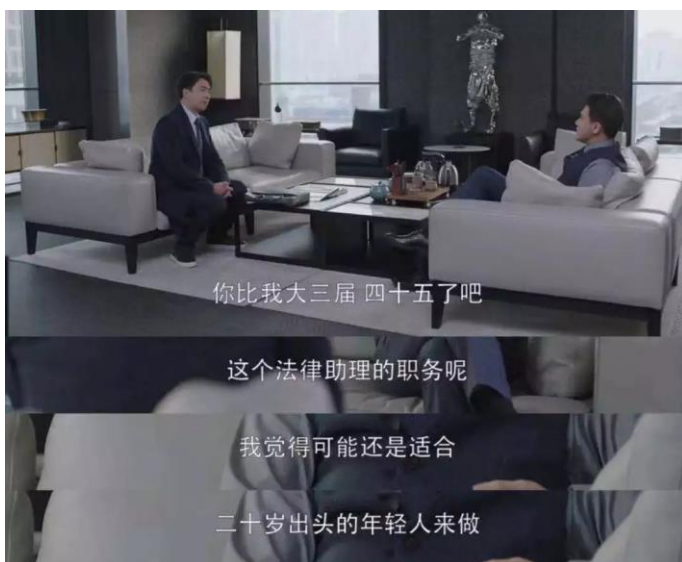 你比我大三届 四十五了吧
这个法律助理的职务呢
我觉得可能还是适合
二十岁出头的年轻人来做